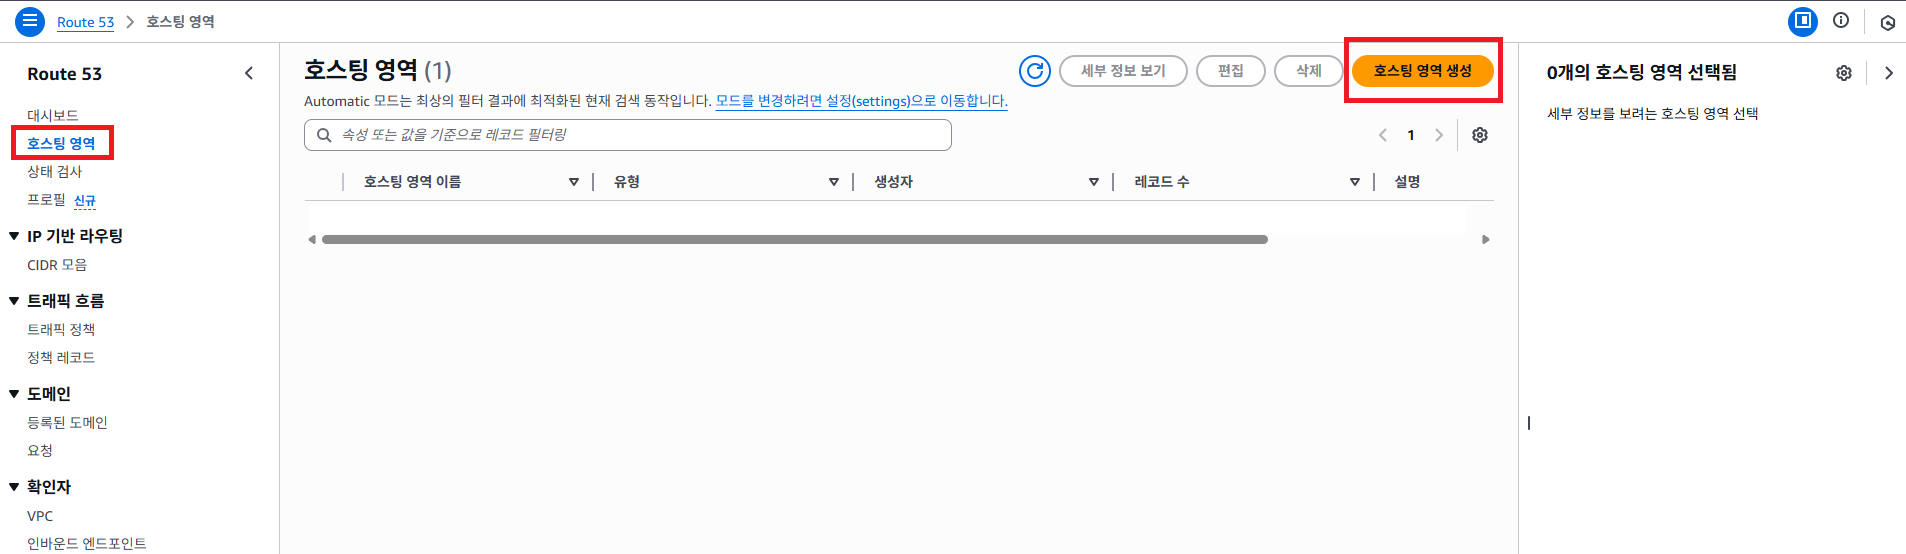 Route 53 > 호스팅 영역
Route 53
대시보드
호스팅 영역
상태 검사
프로필 신규
IP 기반 라우팅
CIDR 모음
트래픽 흐름
트래픽 정책
정책 레코드
도메인
등록된 도메인
요청
확인자
VPC
인바운드 엔드포인트
호스팅 영역 (1)
세부 정보 보기
편집
삭제
호스팅 영역 생성
Automatic 모드는 최상의 필터 결과에 최적화된 현재 검색 동작입니다. 모드를 변경하려면 설정(settings)으로 이동합니다.
속성 또는 값을 기준으로 레코드 필터링
1
호스팅 영역 이름
유형
생성자
레코드 수
설명
0개의 호스팅 영역 선택됨
세부 정보를 보려는 호스팅 영역 선택